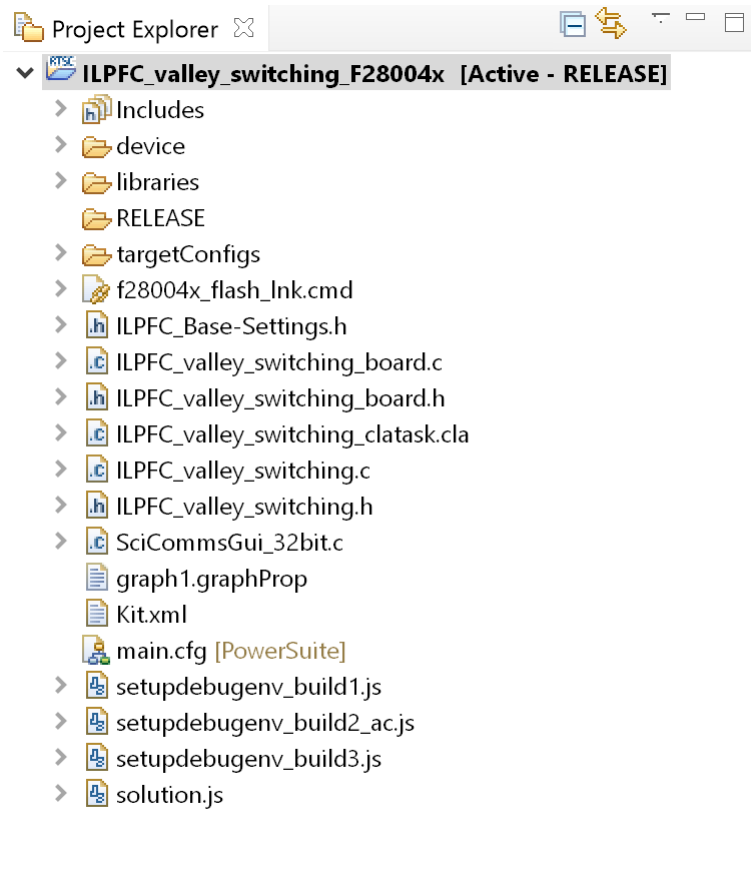 Project Explorer
RTSC
ILPFC_valley_switching_F28004x [Active - RELEASE]
h
Includes
device
libraries
RELEASE
targetConfigs
f28004x_flash_lnk.cmd
.h ILPFC_Base-Settings.h
.c ILPFC_valley_switching_board.c
.h ILPFC_valley_switching_board.h
.c ILPFC_valley_switching_clatask.cla
.c ILPFC_valley_switching.c
.h ILPFC_valley_switching.h
.c SciCommsGui_32bit.c
graph1.graphProp
Kit.xml
main.cfg [PowerSuite]
setupdebugenv_build1.js
setupdebugenv_build2_ac.js
setupdebugenv_build3.js
solution.js